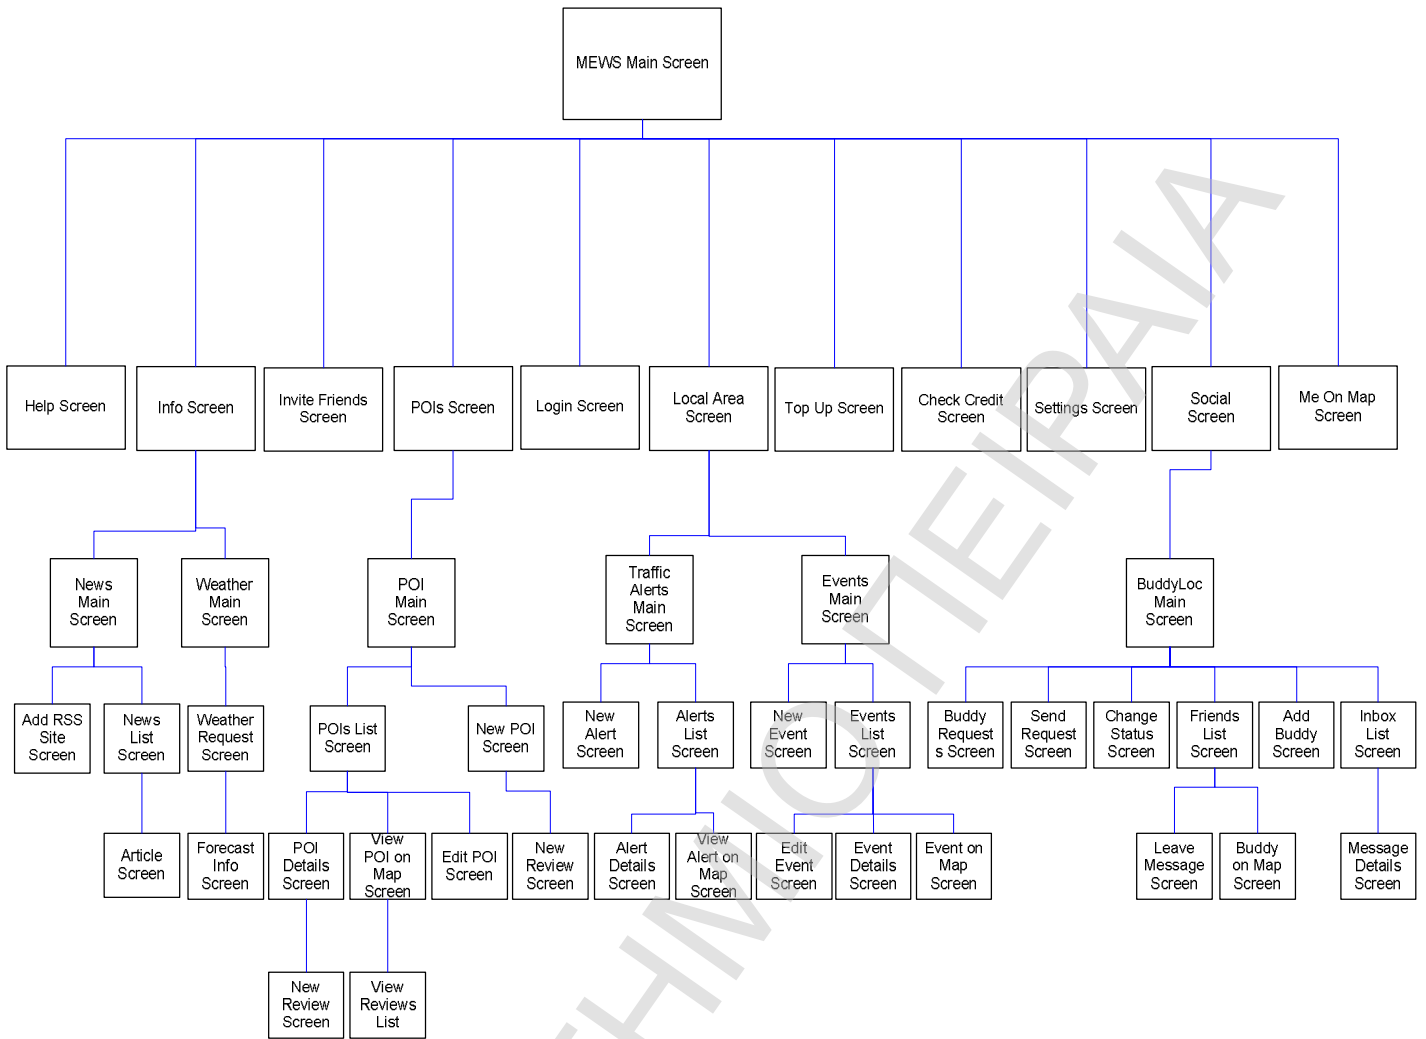 MEWS Main Screen
Help Screen
Info Screen
Invite Friends
Screen
POIs Screen
Login Screen
Local Area
Screen
Top Up Screen
Check Credit
Screen
Settings Screen
Social
Screen
Me On Map
Screen
News
Main
Screen
Weather
Main
Screen
POI
Main
Screen
Traffic
Alerts
Main
Screen
Events
Main
Screen
BuddyLoc
Main
Screen
Add RSS
Site
Screen
News
List
Screen
Weather
Request
Screen
POIs List
Screen
New POI
Screen
New
Alert
Screen
Alerts
List
Screen
New
Event
Screen
Events
List
Screen
Buddy
Request
s Screen
Send
Request
Screen
Change
Status
Screen
Friends
List
Screen
Add
Buddy
Screen
Inbox
List
Screen
Article
Screen
Forecast
Info
Screen
POI
Details
Screen
View
POI on
Map
Screen
Edit POI
Screen
New
Review
Screen
Alert
Details
Screen
View
Alert on
Map
Screen
Edit
Event
Screen
Event
Details
Screen
Event on
Map
Screen
Leave
Message
Screen
Buddy
on Map
Screen
Message
Details
Screen
New
Review
Screen
View
Reviews
List
ΤΗΜΙΟ ΠΕΙΡΑΙΑ